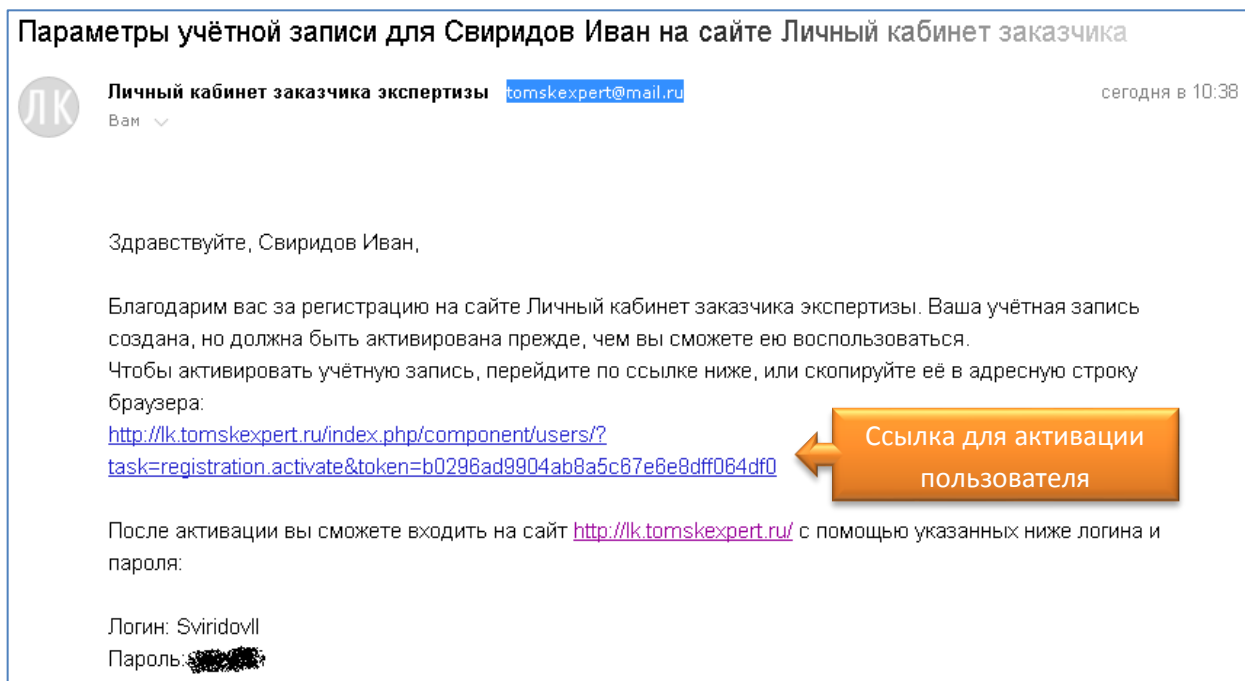 Параметры учётной записи для Свиридов Иван на сайте Личный кабинет заказчика
ЛК
Личный кабинет заказчика экспертизы tomskexpert@mail.ru
сегодня в 10:38
Вам
Здравствуйте, Свиридов Иван,
Благодарим вас за регистрацию на сайте Личный кабинет заказчика экспертизы. Ваша учётная запись
создана, но должна быть активирована прежде, чем вы сможете ею воспользоваться.
Чтобы активировать учётную запись, перейдите по ссылке ниже, или скопируйте её в адресную строку
браузера:
http://lk.tomskexpert.ru/index.php/component/users/?
task=registration.activate&token=b0296ad9904ab8a5c67e6e8dff064df0
Ссылка для активации
пользователя
После активации вы сможете входить на сайт http://lk.tomskexpert.ru/ с помощью указанных ниже логина и
пароля:
Логин: SviridovII
Пароль: